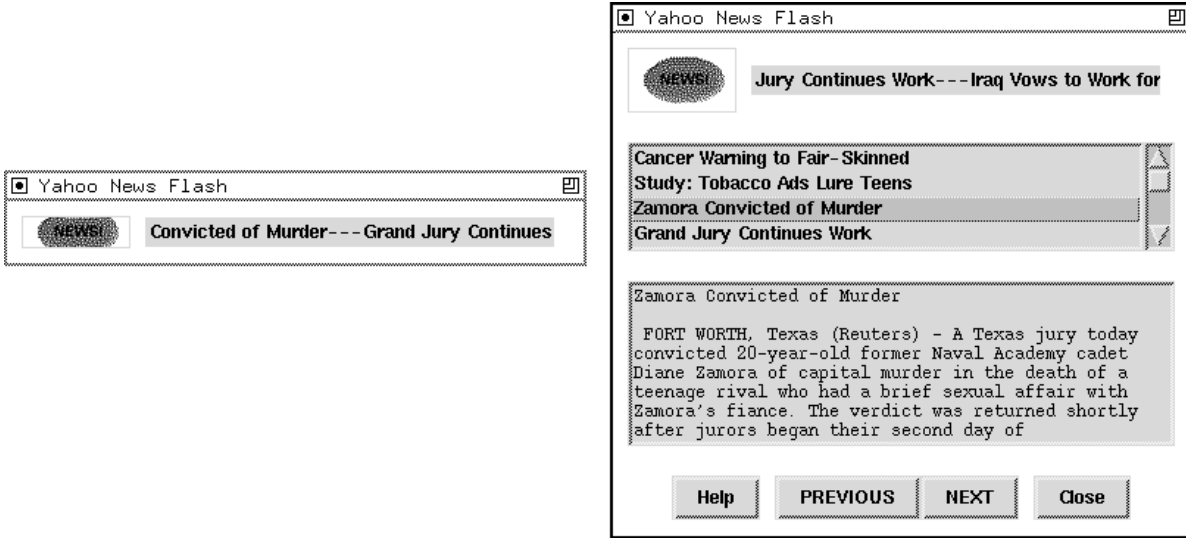 Yahoo News Flash
NEWS!
Convicted of Murder---Grand Jury Continues
Yahoo News Flash
NEWS!
Jury Continues Work---Iraq Vows to Work for
Cancer Warning to Fair-Skinned
Study: Tobacco Ads Lure Teens
Zamora Convicted of Murder
Grand Jury Continues Work
Zamora Convicted of Murder
FORT WORTH, Texas (Reuters) - A Texas jury today
convicted 20-year-old former Naval Academy cadet
Diane Zamora of capital murder in the death of a
teenage rival who had a brief sexual affair with
Zamora's fiance. The verdict was returned shortly
after jurors began their second day of
Help PREVIOUS NEXT Close